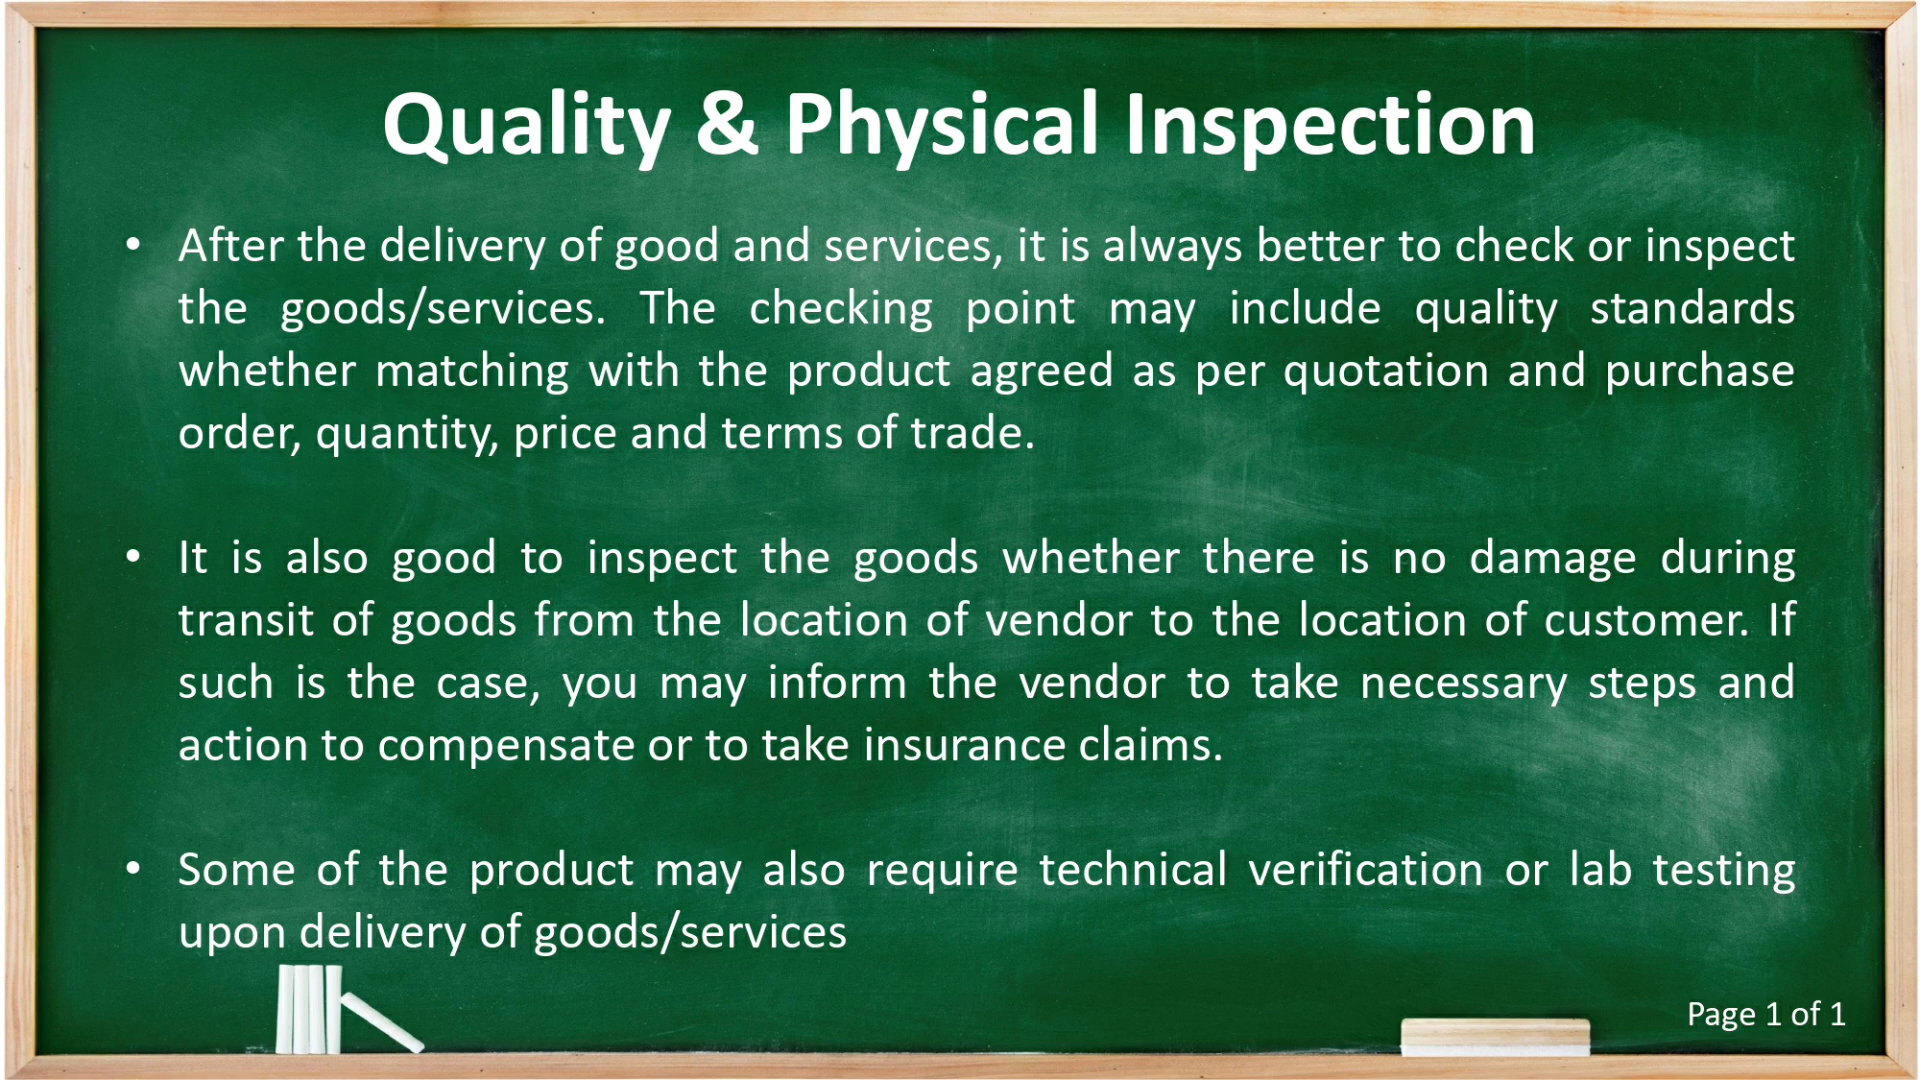 Quality & Physical Inspection
• After the delivery of good and services, it is always better to check or inspect
the goods/services. The checking point may include quality standards
whether matching with the product agreed as per quotation and purchase
order, quantity, price and terms of trade.
• It is also good to inspect the goods whether there is no damage during
transit of goods from the location of vendor to the location of customer. If
such is the case, you may inform the vendor to take necessary steps and
action to compensate or to take insurance claims.
• Some of the product may also require technical verification or lab testing
upon delivery of goods/services
Page 1 of 1